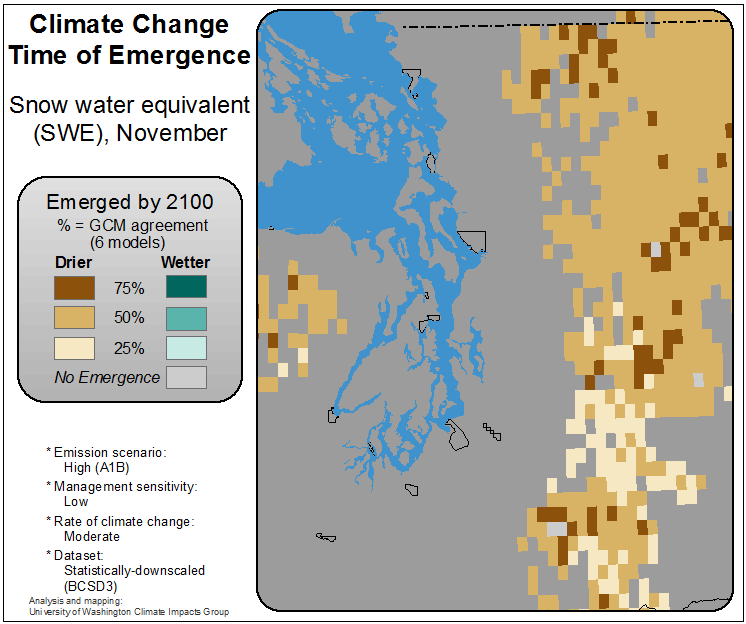 Climate Change
Time of Emergence
Snow water equivalent
(SWE), November
Emerged by 2100
% = GCM agreement
(6 models)
Drier Wetter
75%
50%
25%
No Emergence
* Emission scenario:
High (A1B)
* Management sensitivity:
Low
* Rate of climate change:
Moderate
* Dataset:
Statistically-downscaled
(BCSD3)
Analysis and mapping:
University of Washington Climate Impacts Group